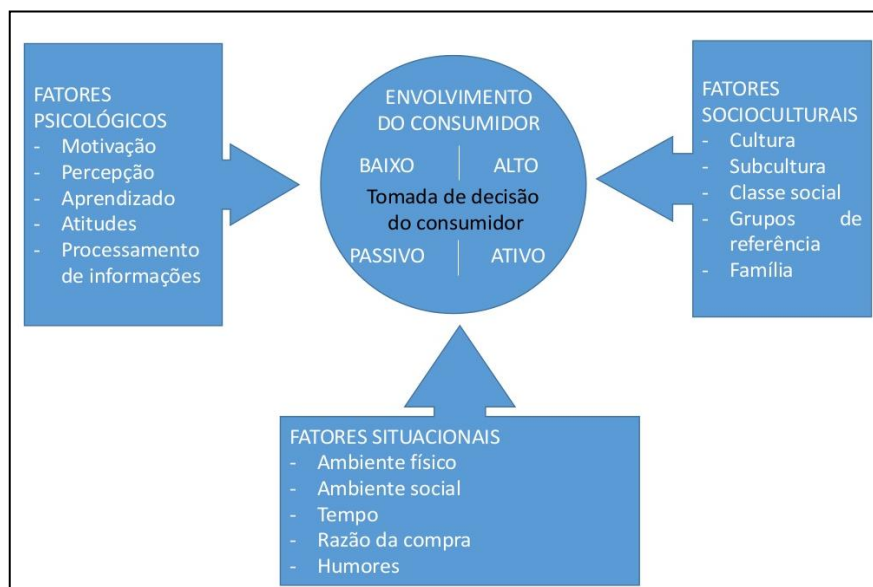 FATORES
PSICOLÓGICOS
- Motivação
- Percepção
- Aprendizado
- Atitudes
- Processamento
de informações
ENVOLVIMENTO
DO CONSUMIDOR
BAIXO ALTO
Tomada de decisão
do consumidor
PASSIVO ATIVO
FATORES
SOCIOCULTURAIS
- Cultura
- Subcultura
- Classe social
- Grupos de
referência
- Família
FATORES SITUACIONAIS
- Ambiente físico
- Ambiente social
- Tempo
- Razão da compra
- Humores